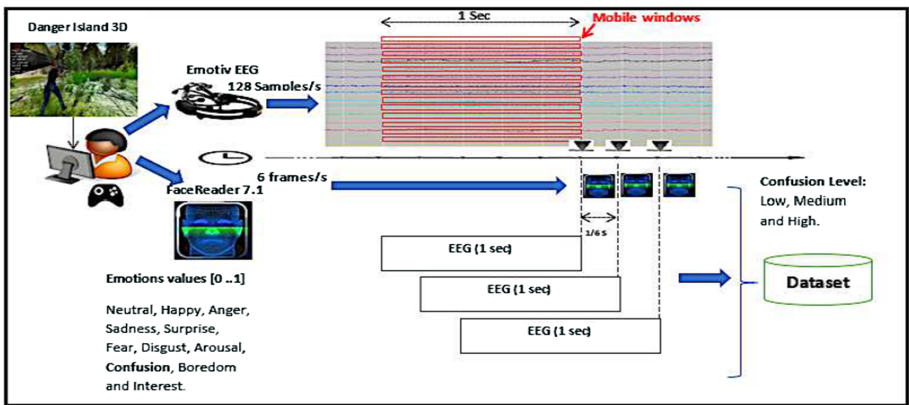 Danger Island 3D
1 Sec
Mobile windows
Emotiv EEG
128 Samples/s
6 frames/s
FaceReader 7.1
1/6 S
Confusion Level:
Low, Medium
and High.
Dataset
EEG (1 sec)
EEG (1 sec)
EEG (1 sec)
Emotions values [0 ..1]
Neutral, Happy, Anger,
Sadness, Surprise,
Fear, Disgust, Arousal,
Confusion, Boredom
and Interest.